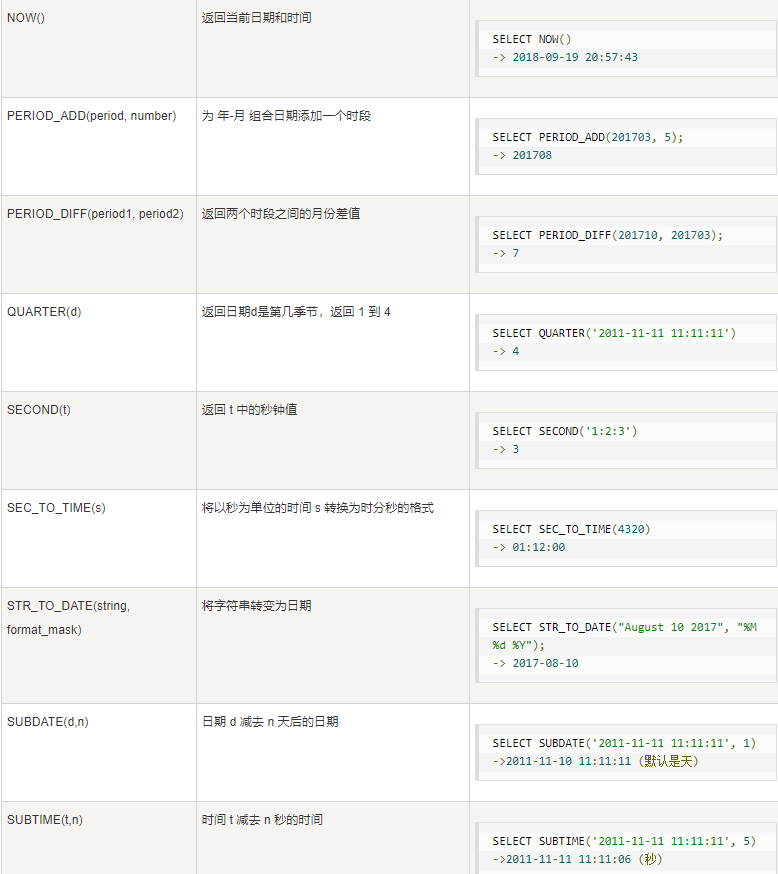 NOW()
返回当前日期和时间
SELECT NOW()
-> 2018-09-19 20:57:43
PERIOD_ADD(period, number)
为 年-月 组合日期添加一个时段
SELECT PERIOD_ADD(201703, 5);
-> 201708
PERIOD_DIFF(period1, period2)
返回两个时段之间的月份差值
SELECT PERIOD_DIFF(201710, 201703);
-> 7
QUARTER(d)
返回日期d是第几季节，返回 1 到 4
SELECT QUARTER('2011-11-11 11:11:11')
-> 4
SECOND(t)
返回 t 中的秒钟值
SELECT SECOND('1:2:3')
-> 3
SEC_TO_TIME(s)
将以秒为单位的时间 s 转换为时分秒的格式
SELECT SEC_TO_TIME(4320)
-> 01:12:00
STR_TO_DATE(string,
format_mask)
将字符串转变为日期
SELECT STR_TO_DATE("August 10 2017", "%M
%d %Y");
-> 2017-08-10
SUBDATE(d,n)
日期 d 减去 n 天后的日期
SELECT SUBDATE('2011-11-11 11:11:11', 1)
->2011-11-10 11:11:11 (默认是天)
SUBTIME(t,n)
时间 t 减去 n 秒的时间
SELECT SUBTIME('2011-11-11 11:11:11', 5)
->2011-11-11 11:11:06 (秒)